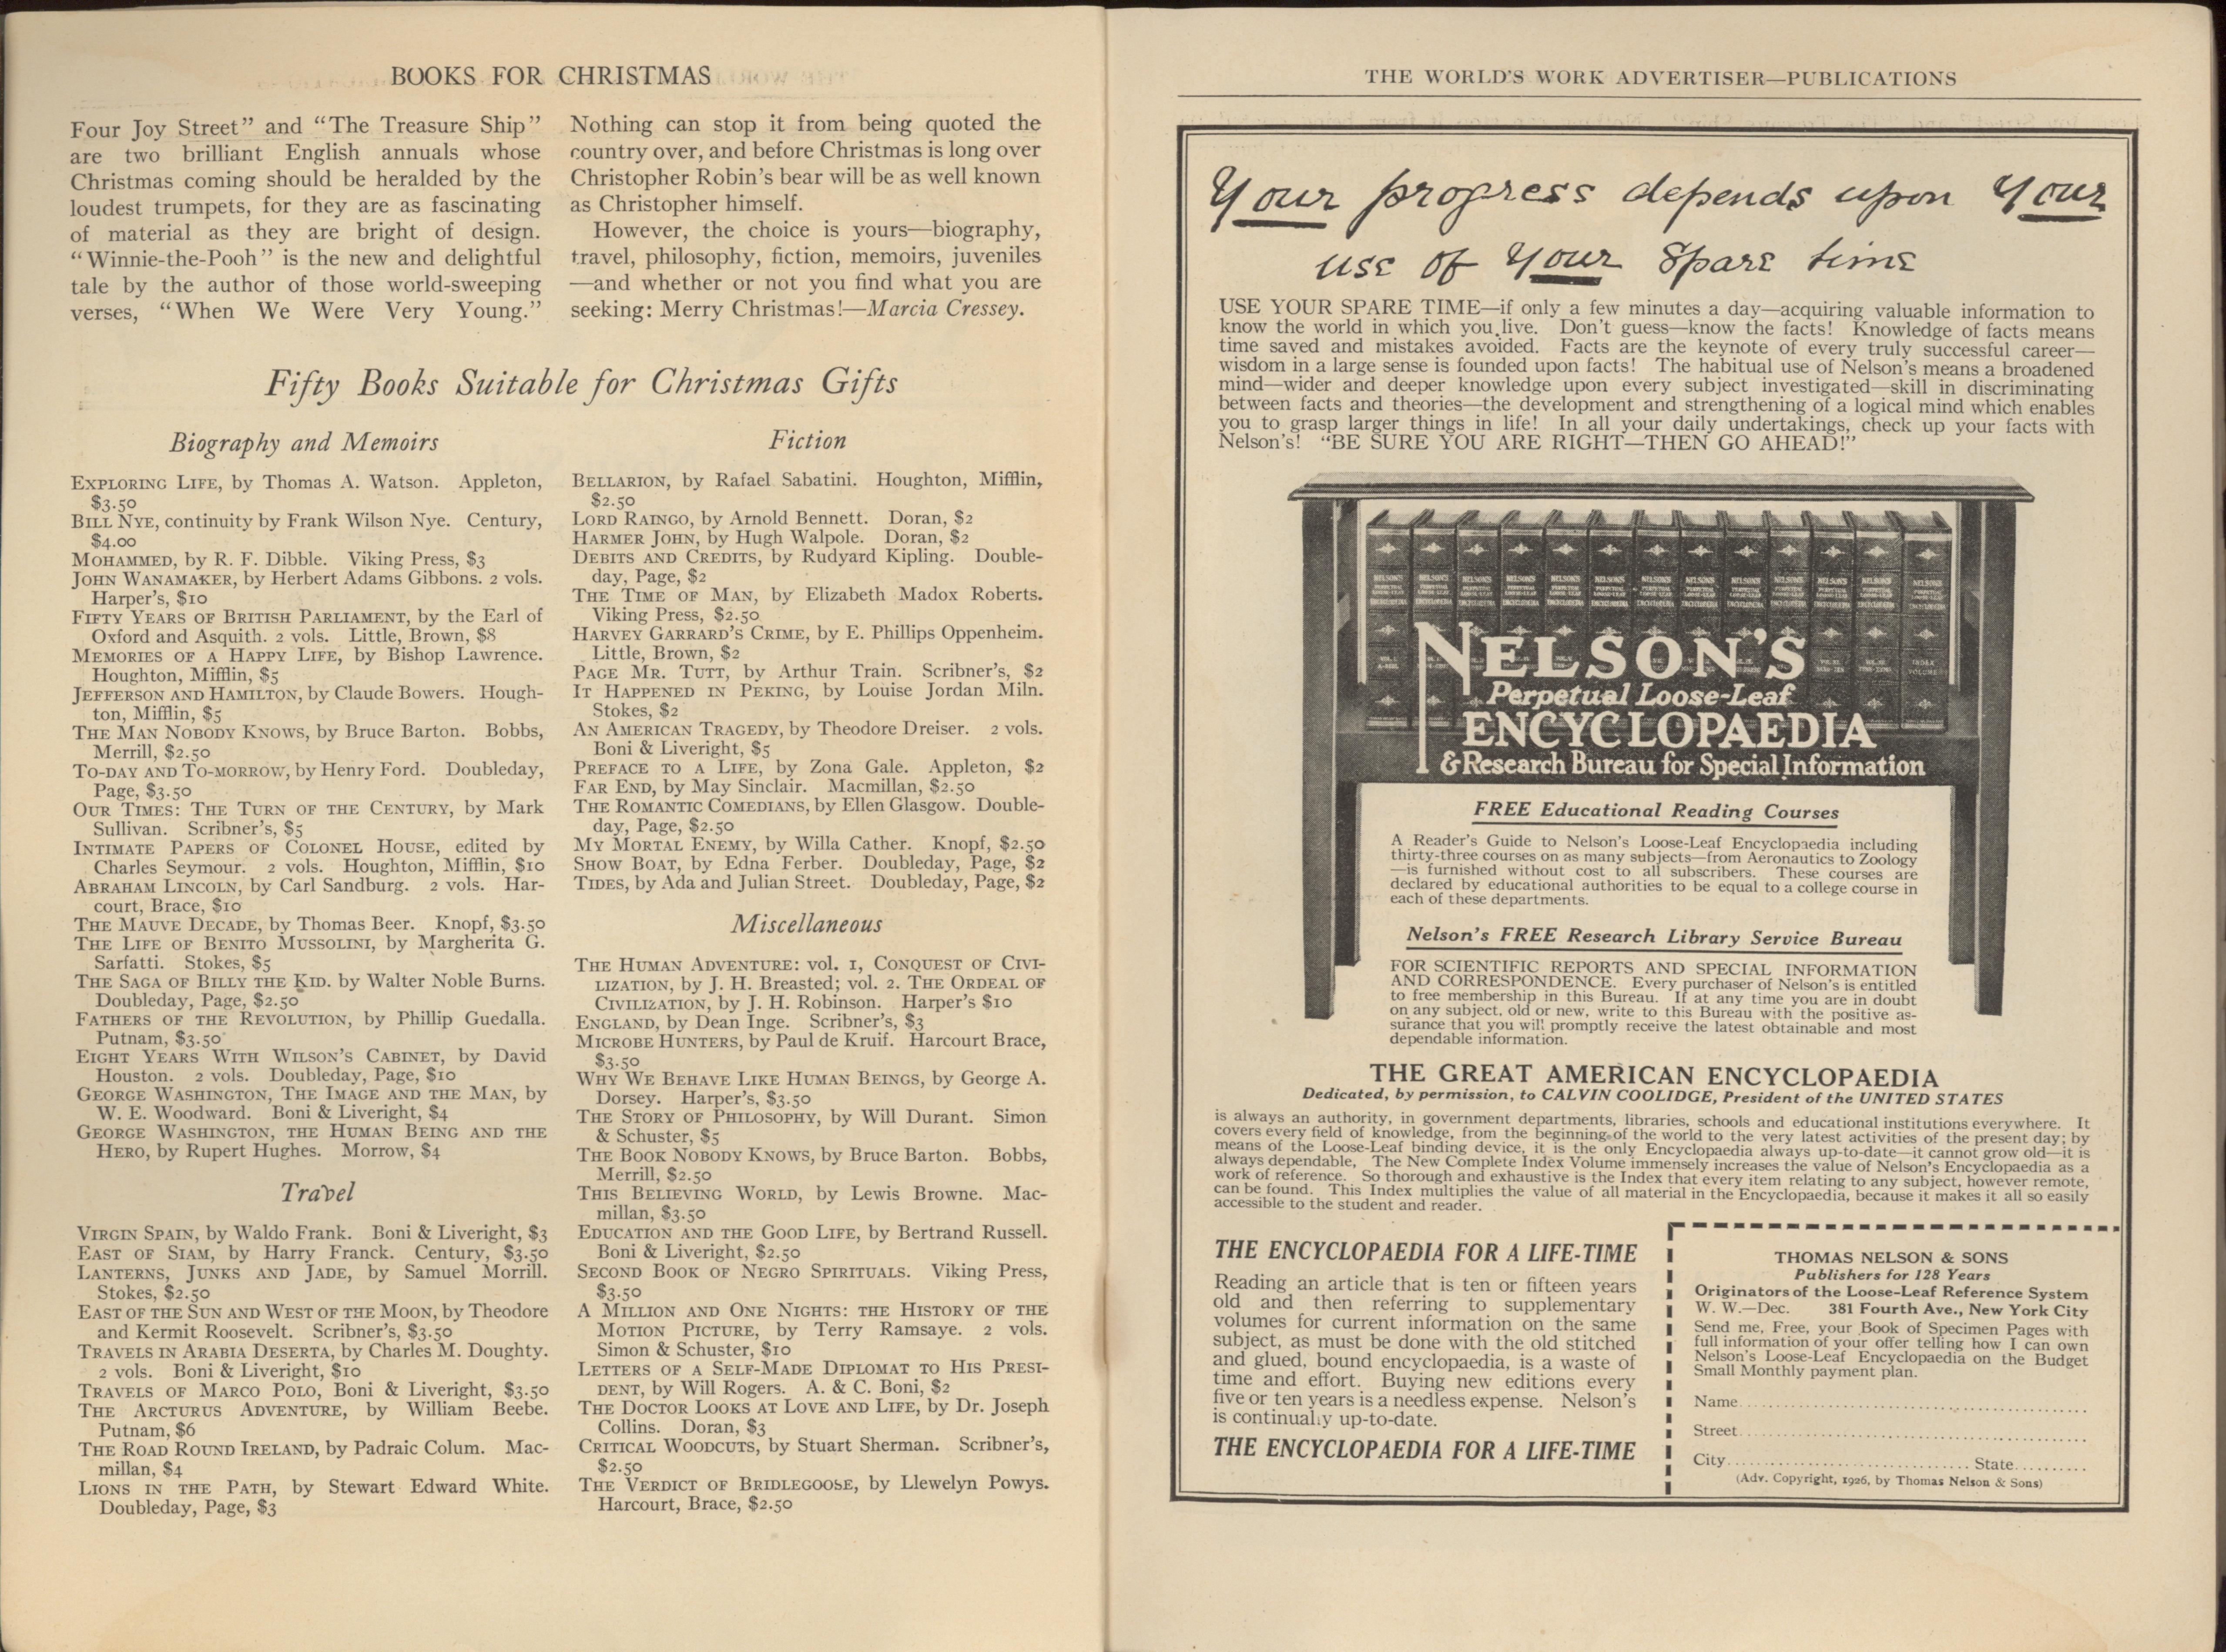 BOOKS FOR CHRISTMAS
Four Joy Street” and “The Treasure Ship”
are two brilliant English annuals whose
Christmas coming should be heralded by the
loudest trumpets, for they are as fascinating
of material as they are bright of design.
“Winnie-the-Pooh” is the new and delightful
tale by the author of those world-sweeping
verses, “When We Were Very Young.”
Nothing can stop it from being quoted the
country over, and before Christmas is long over
Christopher Robin’s bear will be as well known
as Christopher himself.
However, the choice is yours—biography,
travel, philosophy, fiction, memoirs, juveniles
—and whether or not you find what you are
seeking: Merry Christmas!—Marcia Cressey.
Fifty Books Suitable for Christmas Gifts
Biography and Memoirs
EXPLORING LIFE, by Thomas A. Watson. Appleton,
$3.50
BILL NYE, continuity by Frank Wilson Nye. Century,
$4.00
MOHAMMED, by R. F. Dibble. Viking Press, $3
JOHN WANAMAKER, by Herbert Adams Gibbons. 2 vols.
Harper’s, $10
FIFTY YEARS OF BRITISH PARLIAMENT, by the Earl of
Oxford and Asquith. 2 vols. Little, Brown, $8
MEMORIES OF A HAPPY LIFE, by Bishop Lawrence.
Houghton, Mifflin, $5
JEFFERSON AND HAMILTON, by Claude Bowers. Hough-
ton, Mifflin, $5
THE MAN NOBODY KNOWS, by Bruce Barton. Bobbs,
Merrill, $2.50
TO-DAY AND TO-MORROW, by Henry Ford. Doubleday,
Page, $3.50
OUR TIMES: THE TURN OF THE CENTURY, by Mark
Sullivan. Scribner’s, $5
INTIMATE PAPERS OF COLONEL HOUSE, edited by
Charles Seymour. 2 vols. Houghton, Mifflin, $10
ABRAHAM LINCOLN, by Carl Sandburg. 2 vols. Har-
court, Brace, $10
THE MAUVE DECADE, by Thomas Beer. Knopf, $3.50
THE LIFE OF BENITO MUSSOLINI, by Margherita G.
Sarfatti. Stokes, $5
THE SAGA OF BILLY THE KID. by Walter Noble Burns.
Doubleday, Page, $2.50
FATHERS OF THE REVOLUTION, by Phillip Guedalla.
Putnam, $3.50
EIGHT YEARS WITH WILSON’S CABINET, by David
Houston. 2 vols. Doubleday, Page, $10
GEORGE WASHINGTON, THE IMAGE AND THE MAN, by
W. E. Woodward. Boni & Liveright, $4
GEORGE WASHINGTON, THE HUMAN BEING AND THE
HERO, by Rupert Hughes. Morrow, $4
Travel
VIRGIN SPAIN, by Waldo Frank. Boni & Liveright, $3
EAST OF SIAM, by Harry Franck. Century, $3.50
LANTERNS, JUNKS AND JADE, by Samuel Morrill.
Stokes, $2.50
EAST OF THE SUN AND WEST OF THE MOON, by Theodore
and Kermit Roosevelt. Scribner’s, $3.50
TRAVELS IN ARABIA DESERTA, by Charles M. Doughty.
2 vols. Boni & Liveright, $10
TRAVELS OF MARCO POLO, Boni & Liveright, $3.50
THE ARCTURUS ADVENTURE, by William Beebe.
Putnam, $6
THE ROAD ROUND IRELAND, by Padraic Colum. Mac-
millan, $4
LIONS IN THE PATH, by Stewart Edward White.
Doubleday, Page, $3
Fiction
BELLARION, by Rafael Sabatini. Houghton, Mifflin,
$2.50
LORD RAINGO, by Arnold Bennett. Doran, $2
HARMER JOHN, by Hugh Walpole. Doran, $2
DEBITS AND CREDITS, by Rudyard Kipling. Double-
day, Page, $2
THE TIME OF MAN, by Elizabeth Madox Roberts.
Viking Press, $2.50
HARVEY GARRARD’S CRIME, by E. Phillips Oppenheim.
Little, Brown, $2
PAGE MR. TUTT, by Arthur Train. Scribner’s, $2
IT HAPPENED IN PEKING, by Louise Jordan Miln.
Stokes, $2
AN AMERICAN TRAGEDY, by Theodore Dreiser. 2 vols.
Boni & Liveright, $5
PREFACE TO A LIFE, by Zona Gale. Appleton, $2
FAR END, by May Sinclair. Macmillan, $2.50
THE ROMANTIC COMEDIANS, by Ellen Glasgow. Double-
day, Page, $2.50
MY MORTAL ENEMY, by Willa Cather. Knopf, $2.50
SHOW BOAT, by Edna Ferber. Doubleday, Page, $2
TIDES, by Ada and Julian Street. Doubleday, Page, $2
Miscellaneous
THE HUMAN ADVENTURE: vol. 1, CONQUEST OF CIVI-
LIZATION, by J. H. Breasted; vol. 2. THE ORDEAL OF
CIVILIZATION, by J. H. Robinson. Harper’s $10
ENGLAND, by Dean Inge. Scribner’s, $3
MICROBE HUNTERS, by Paul de Kruif. Harcourt Brace,
$3.50
WHY WE BEHAVE LIKE HUMAN BEINGS, by George A.
Dorsey. Harper’s, $3.50
THE STORY OF PHILOSOPHY, by Will Durant. Simon
& Schuster, $5
THE BOOK NOBODY KNOWS, by Bruce Barton. Bobbs,
Merrill, $2.50
THIS BELIEVING WORLD, by Lewis Browne. Mac-
millan, $3.50
EDUCATION AND THE GOOD LIFE, by Bertrand Russell.
Boni & Liveright, $2.50
SECOND BOOK OF NEGRO SPIRITUALS. Viking Press,
$3.50
A MILLION AND ONE NIGHTS: THE HISTORY OF THE
MOTION PICTURE, by Terry Ramsaye. 2 vols.
Simon & Schuster, $10
LETTERS OF A SELF-MADE DIPLOMAT TO HIS PRESI-
DENT, by Will Rogers. A. & C. Boni, $2
THE DOCTOR LOOKS AT LOVE AND LIFE, by Dr. Joseph
Collins. Doran, $3
CRITICAL WOODCUTS, by Stuart Sherman. Scribner’s,
$2.50
THE VERDICT OF BRIDLEGOOSE, by Llewelyn Powys.
Harcourt, Brace, $2.50
THE WORLD’S WORK ADVERTISER—PUBLICATIONS
Your progress depends upon Your
use of Your Spare time
USE YOUR SPARE TIME—if only a few minutes a day—acquiring valuable information to
know the world in which you live. Don’t guess—know the facts! Knowledge of facts means
time saved and mistakes avoided. Facts are the keynote of every truly successful career—
wisdom in a large sense is founded upon facts! The habitual use of Nelson’s means a broadened
mind—wider and deeper knowledge upon every subject investigated—skill in discriminating
between facts and theories—the development and strengthening of a logical mind which enables
you to grasp larger things in life! In all your daily undertakings, check up your facts with
Nelson’s! “BE SURE YOU ARE RIGHT—THEN GO AHEAD!”
NELSON’S
Perpetual Loose-Leaf
ENCYCLOPAEDIA
& Research Bureau for Special Information
FREE Educational Reading Courses
A Reader’s Guide to Nelson’s Loose-Leaf Encyclopaedia including
thirty-three courses on as many subjects—from Aeronautics to Zoology
—is furnished without cost to all subscribers. These courses are
declared by educational authorities to be equal to a college course in
each of these departments.
Nelson’s FREE Research Library Service Bureau
FOR SCIENTIFIC REPORTS AND SPECIAL INFORMATION
AND CORRESPONDENCE. Every purchaser of Nelson’s is entitled
to free membership in this Bureau. If at any time you are in doubt
on any subject, old or new, write to this Bureau with the positive as-
surance that you will promptly receive the latest obtainable and most
dependable information.
THE GREAT AMERICAN ENCYCLOPAEDIA
Dedicated, by permission, to CALVIN COOLIDGE, President of the UNITED STATES
is always an authority, in government departments, libraries, schools and educational institutions everywhere. It
covers every field of knowledge, from the beginning of the world to the very latest activities of the present day; by
means of the Loose-Leaf binding device, it is the only Encyclopaedia always up-to-date—it cannot grow old—it is
always dependable, The New Complete Index Volume immensely increases the value of Nelson’s Encyclopaedia as a
work of reference. So thorough and exhaustive is the Index that every item relating to any subject, however remote,
can be found. This Index multiplies the value of all material in the Encyclopaedia, because it makes it all so easily
accessible to the student and reader.
THE ENCYCLOPAEDIA FOR A LIFE-TIME
Reading an article that is ten or fifteen years
old and then referring to supplementary
volumes for current information on the same
subject, as must be done with the old stitched
and glued, bound encyclopaedia, is a waste of
time and effort. Buying new editions every
five or ten years is a needless expense. Nelson’s
is continually up-to-date.
THE ENCYCLOPAEDIA FOR A LIFE-TIME
THOMAS NELSON & SONS
Publishers for 128 Years
Originators of the Loose-Leaf Reference System
W. W.—Dec. 381 Fourth Ave., New York City
Send me, Free, your Book of Specimen Pages with
full information of your offer telling how I can own
Nelson’s Loose-Leaf Encyclopaedia on the Budget
Small Monthly payment plan.
Name
Street
City State
(Adv. Copyright, 1926, by Thomas Nelson & Sons)